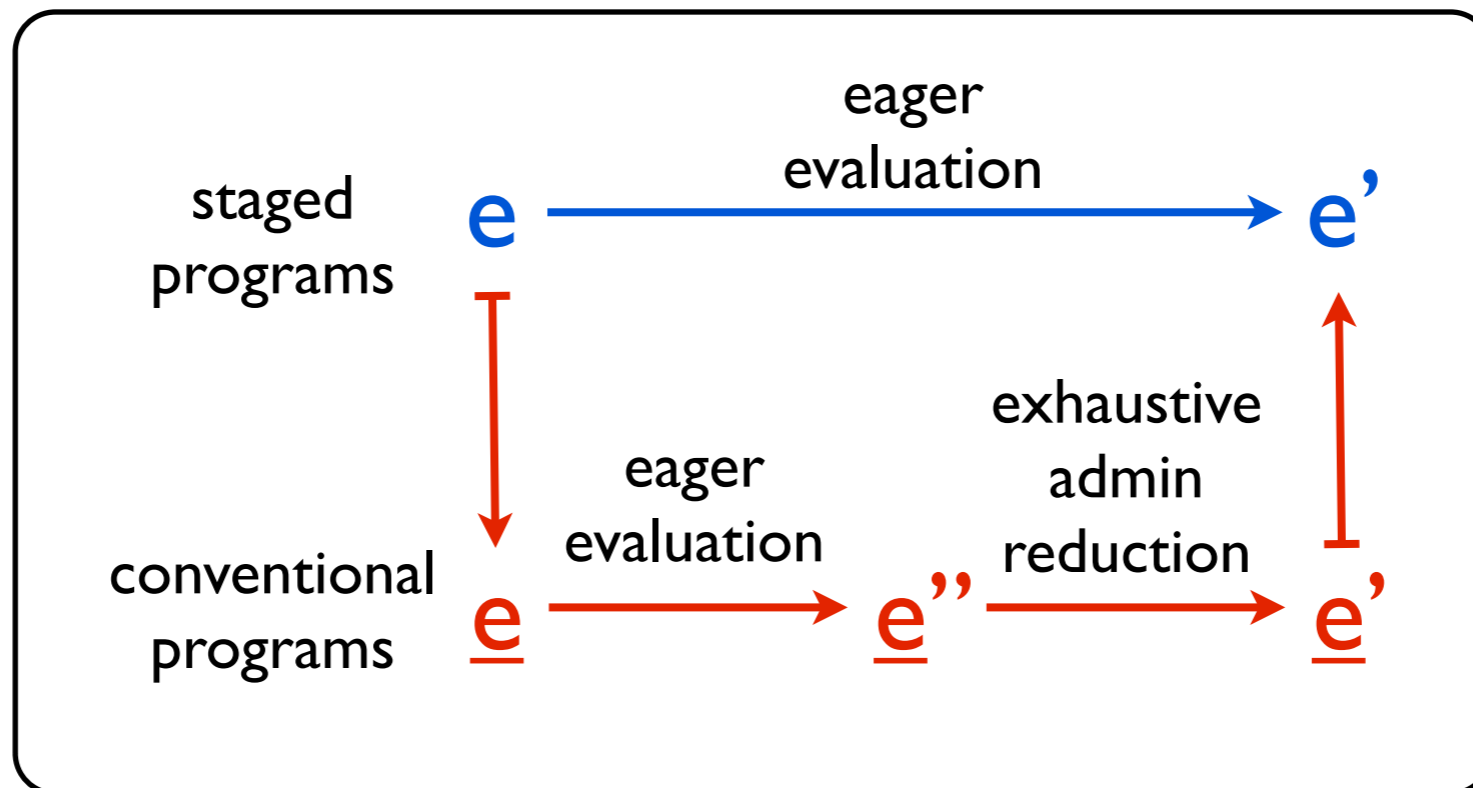 eager
evaluation
staged
programs
e
e’
exhaustive
admin
reduction
eager
evaluation
conventional
programs
e
e’’
e’